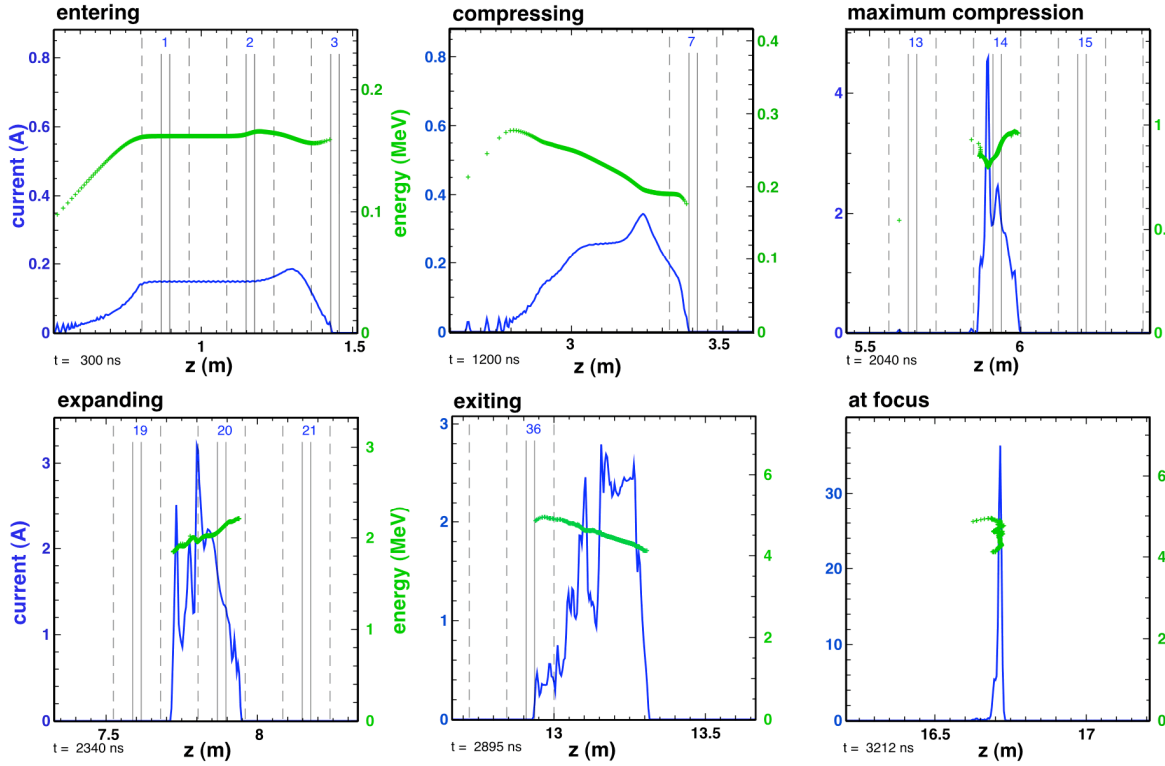 entering
compressing
maximum compression
current (A)
0.8
0.6
0.4
0.2
0
1 2 3
0.2
0.1
0
1 1.5
z (m)
t = 300 ns
energy (MeV)
0.8
0.6
0.4
0.2
0
7
0.4
0.3
0.2
0.1
0
3 3.5
z (m)
t = 1200 ns
4
2
0
13 14 15
1
0.
0
5.5 6
z (m)
t = 2040 ns
expanding
exiting
at focus
current (A)
3
2
1
0
19 20 21
3
2
1
0
7.5 8
z (m)
t = 2340 ns
energy (MeV)
3
2
1
0
36
6
4
2
0
13 13.5
z (m)
t = 2895 ns
30
20
10
0
6
4
2
0
16.5 17
z (m)
t = 3212 ns